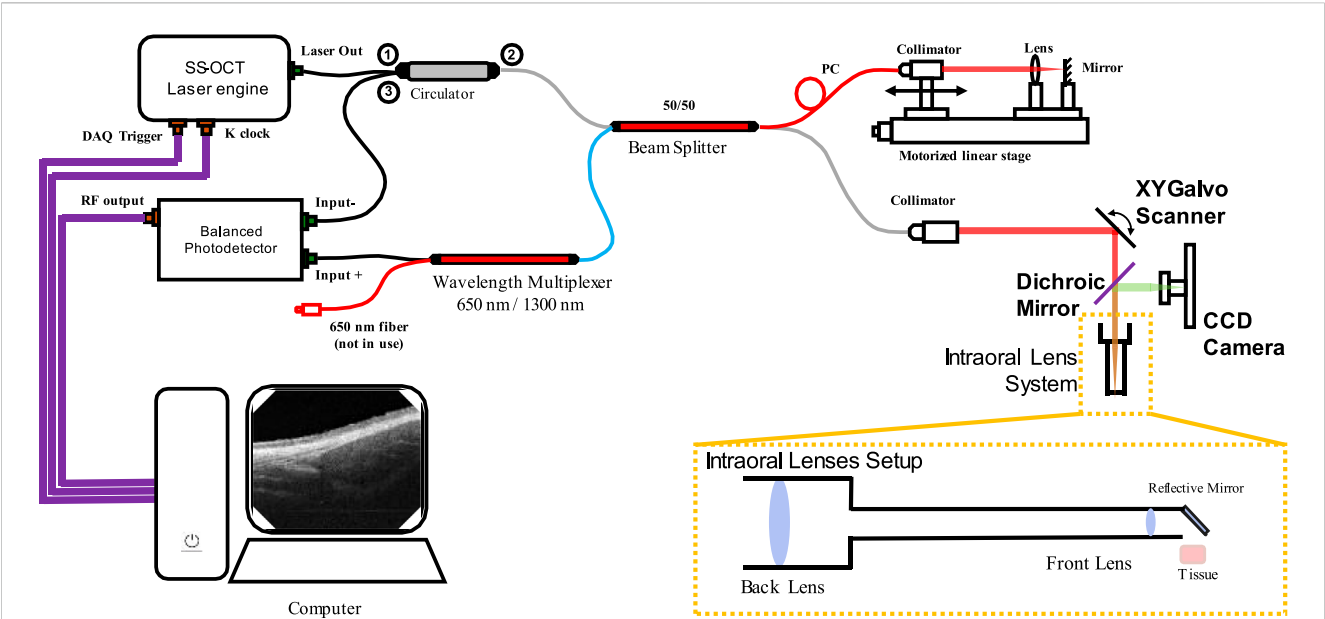 SS-OCT
Laser engine
Laser Out
1
2
3
Circulator
DAQ Trigger
K clock
RF output
Balanced
Photodetector
Input-
Input +
Wavelength Multiplexer
650 nm / 1300 nm
650 nm fiber
(not in use)
50/50
Beam Splitter
PC
Collimator
Lens
Mirror
Motorized linear stage
Collimator
XYGalvo
Scanner
Dichroic
Mirror
CCD
Camera
Intraoral Lens
System
Intraoral Lenses Setup
Reflective Mirror
Back Lens
Front Lens
Tissue
Computer